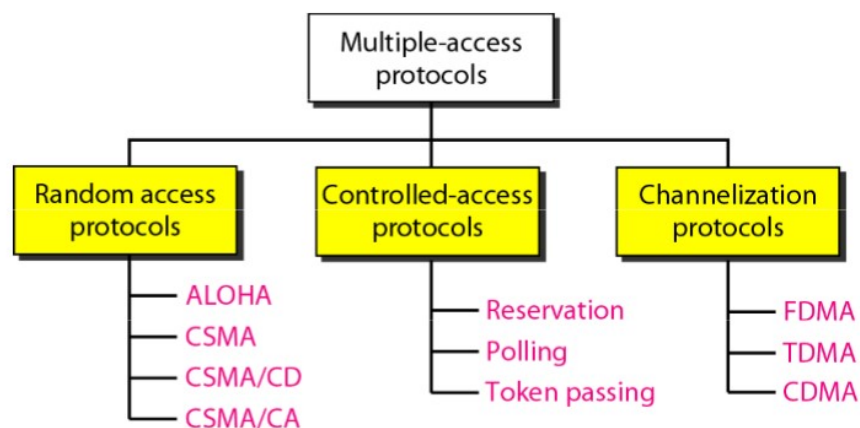 Multiple-access
protocols
Random access
protocols
Controlled-access
protocols
Channelization
protocols
ALOHA
CSMA
CSMA/CD
CSMA/CA
Reservation
Polling
Token passing
FDMA
TDMA
CDMA